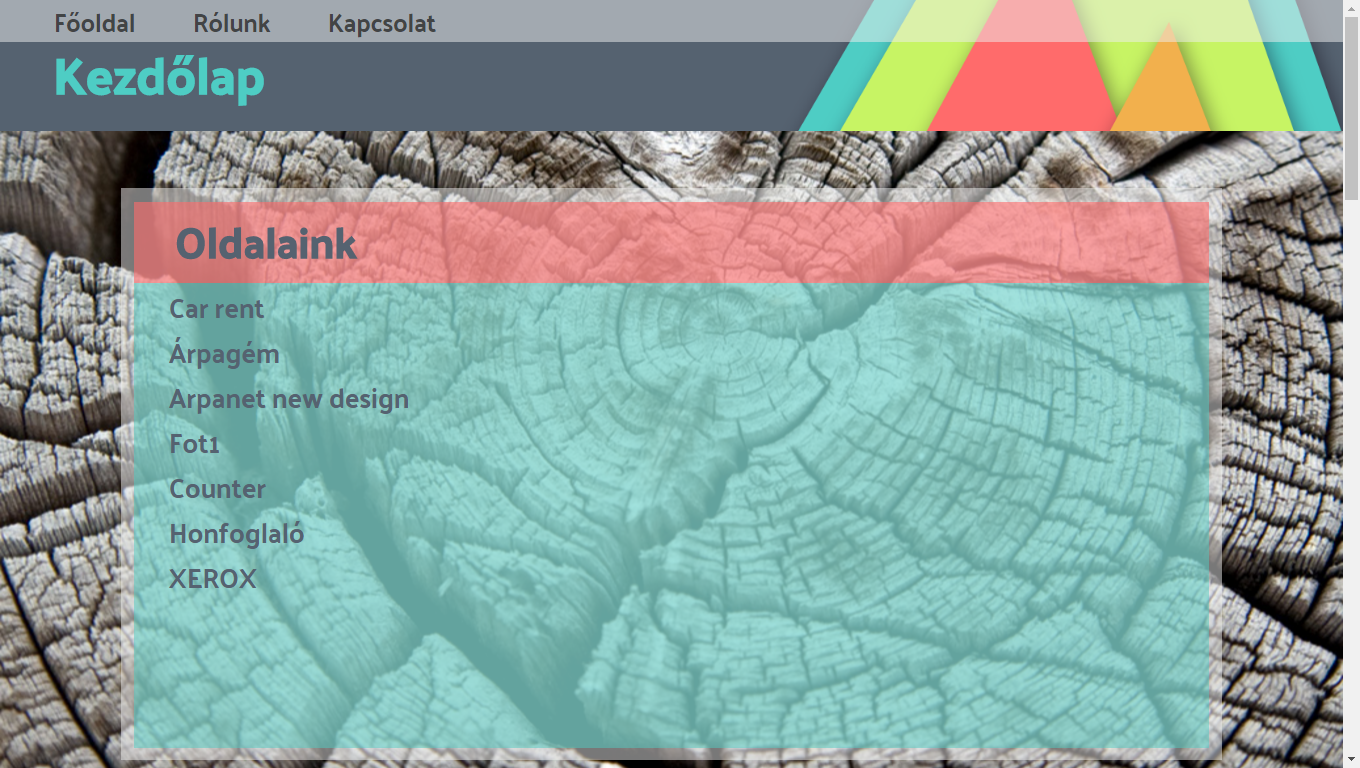 Főoldal Rólunk Kapcsolat
Kezdőlap
Oldalaink
Car rent
Árpagém
Arpanet new design
Fot1
Counter
Honfoglaló
XEROX